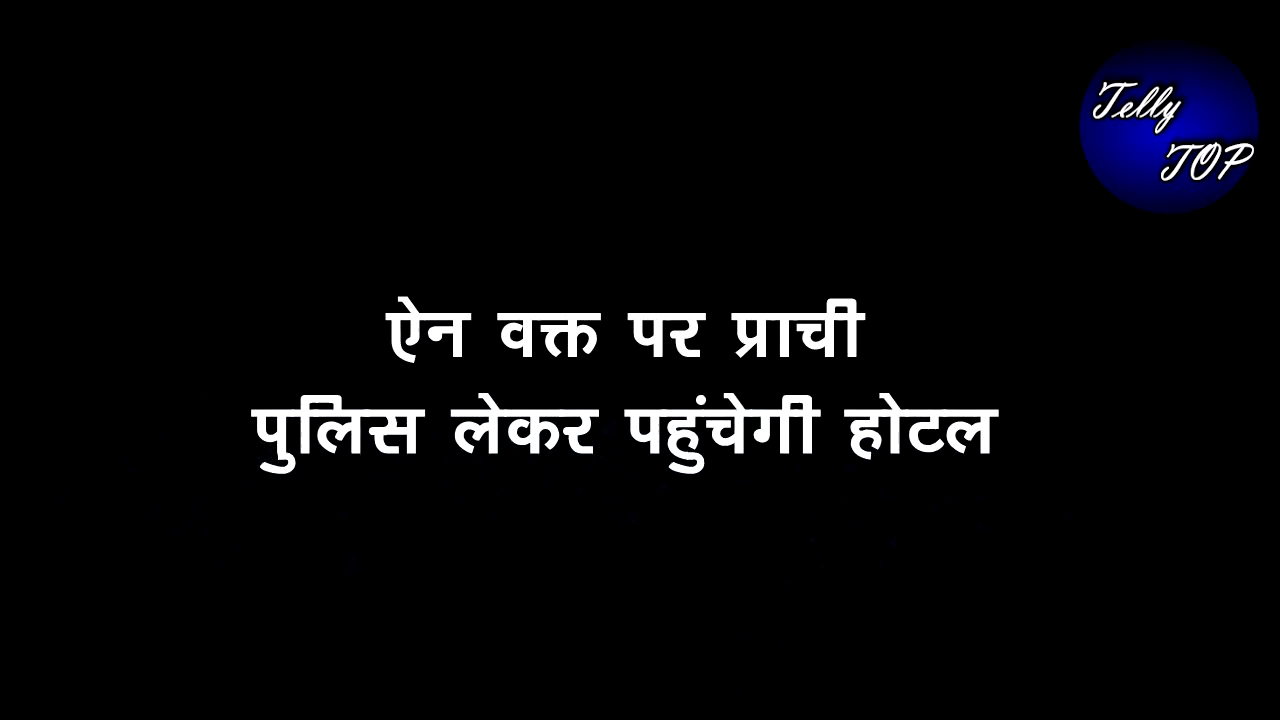 Telly
TOP
ऐन वक्त पर प्राची
पुलिस लेकर पहुंचेगी होटल